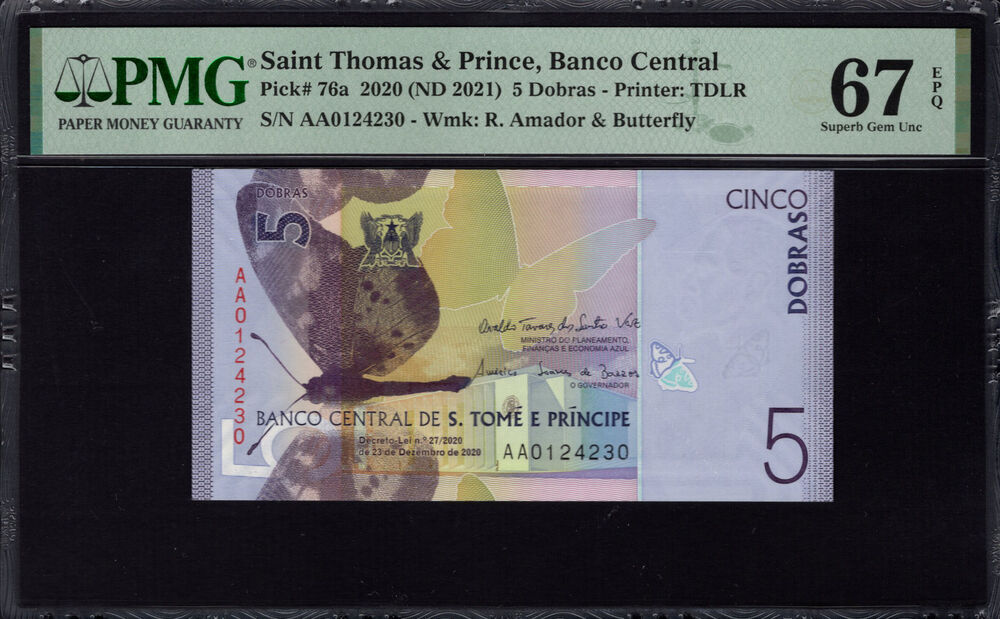 PMG®
PAPER MONEY GUARANTY
Saint Thomas & Prince, Banco Central
Pick# 76a 2020 (ND 2021) 5 Dobras - Printer: TDLR
S/N AA0124230 - Wmk: R. Amador & Butterfly
67
Superb Gem Unc
EPQ
DOBRAS
5
CINCO
DOBRAS
AA0124230
MINISTRO DO PLANEAMENTO,
FINANÇAS E ECONOMIA AZUL
O GOVERNADOR
BANCO CENTRAL DE S. TOMÉ E PRÍNCIPE
Decreto-Lei n.º 27/2020
de 23 de Dezembro de 2020
AA0124230
5